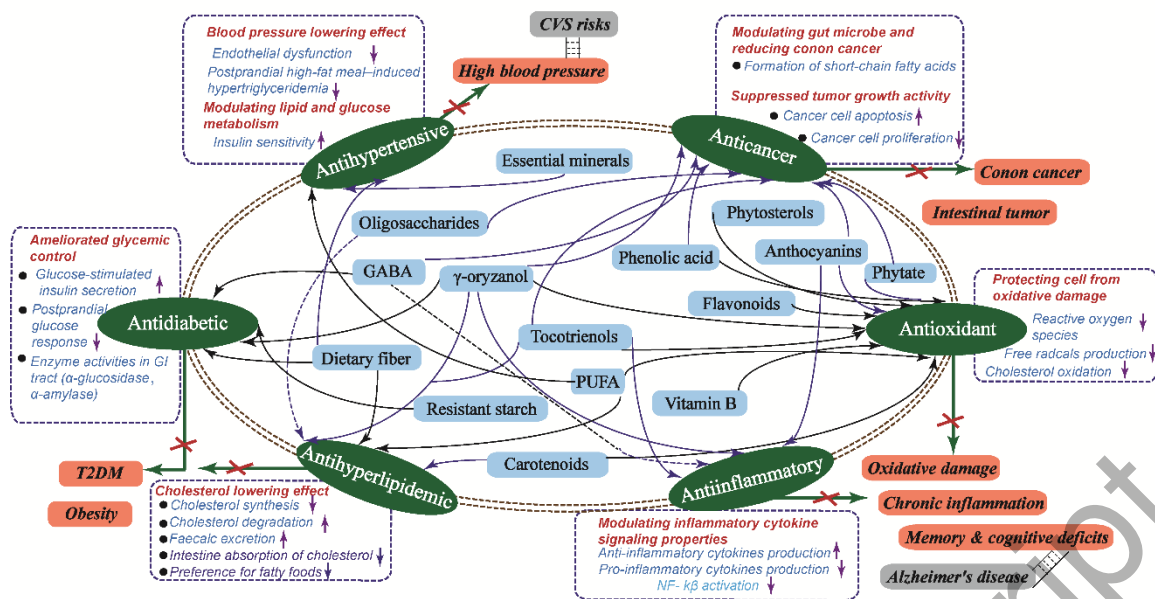 CVS risks
Blood pressure lowering effect
Endothelial dysfunction
Postprandial high-fat meal–induced
hypertriglyceridemia
Modulating lipid and glucose
metabolism
Insulin sensitivity
High blood pressure
Modulating gut microbe and
reducing conon cancer
Formation of short-chain fatty acids
Suppressed tumor growth activity
Cancer cell apoptosis
Cancer cell proliferation
Antihypertensive
Anticancer
Conon cancer
Intestinal tumor
Essential minerals
Oligosaccharides
Phytosterols
GABA
γ-oryzanol
Phenolic acid
Anthocyanins
Phytate
Flavonoids
Ameliorated glycemic
control
Glucose-stimulated
insulin secretion
Postprandial
glucose
response
Enzyme activities in GI
tract (α-glucosidase,
α-amylase)
Antidiabetic
Tocotrienols
Antioxidant
Protecting cell from
oxidative damage
Reactive oxygen
species
Free radcals production
Cholesterol oxidation
Dietary fiber
PUFA
Resistant starch
Vitamin B
Carotenoids
T2DM
Obesity
Antihyperlipidemic
Antiinflammatory
Oxidative damage
Chronic inflammation
Memory & cognitive deficits
Alzheimer's disease
Cholesterol lowering effect
Cholesterol synthesis
Cholesterol degradation
Faecalc excretion
Intestine absorption of cholesterol
Preference for fatty foods
Modulating inflammatory cytokine
signaling properties
Anti-inflammatory cytokines production
Pro-inflammatory cytokines production
NF- kβ activation
ript